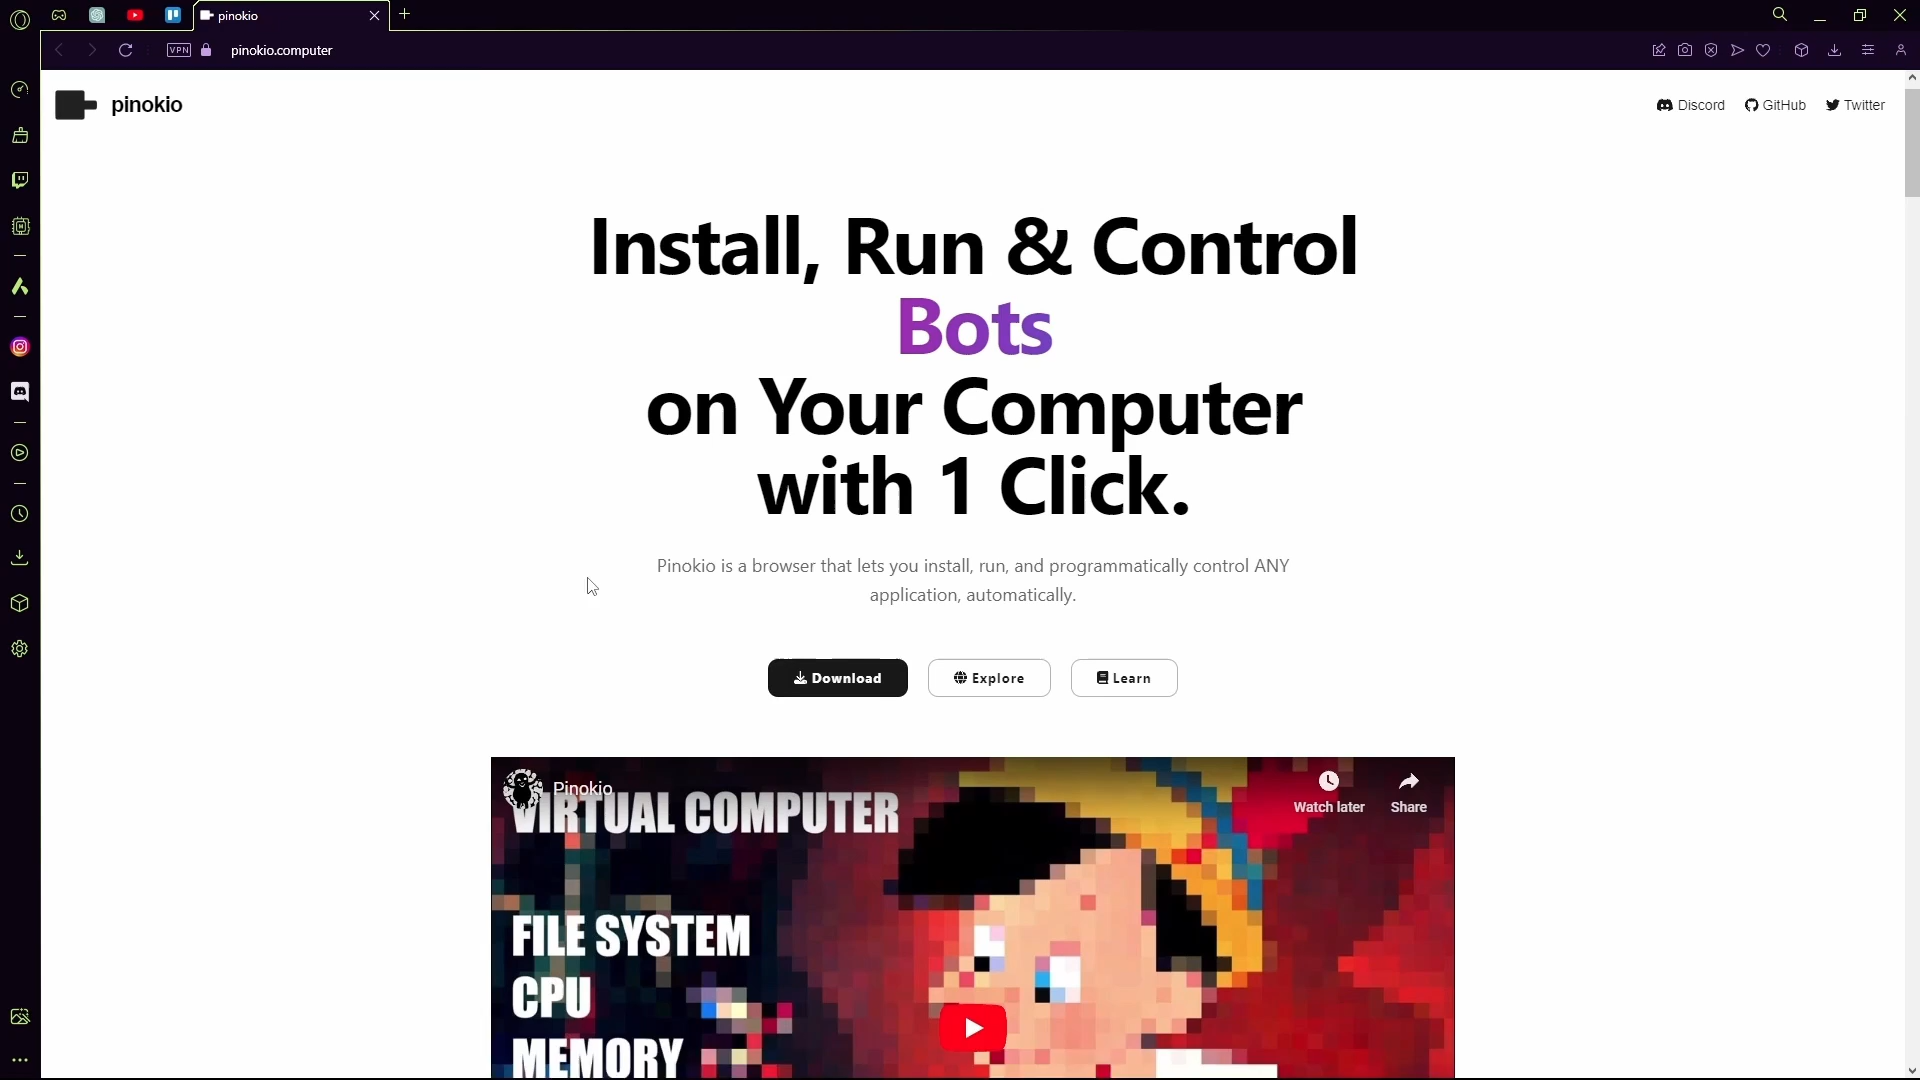 pinokio
VPN
pinokio.computer
pinokio
Discord
GitHub
Twitter
Install, Run & Control
Bots
on Your Computer
with 1 Click.
Pinokio is a browser that lets you install, run, and programmatically control ANY
application, automatically.
Download
Explore
Learn
Pinokio
Watch later
Share
VIRTUAL COMPUTER
FILE SYSTEM
CPU
MEMORY